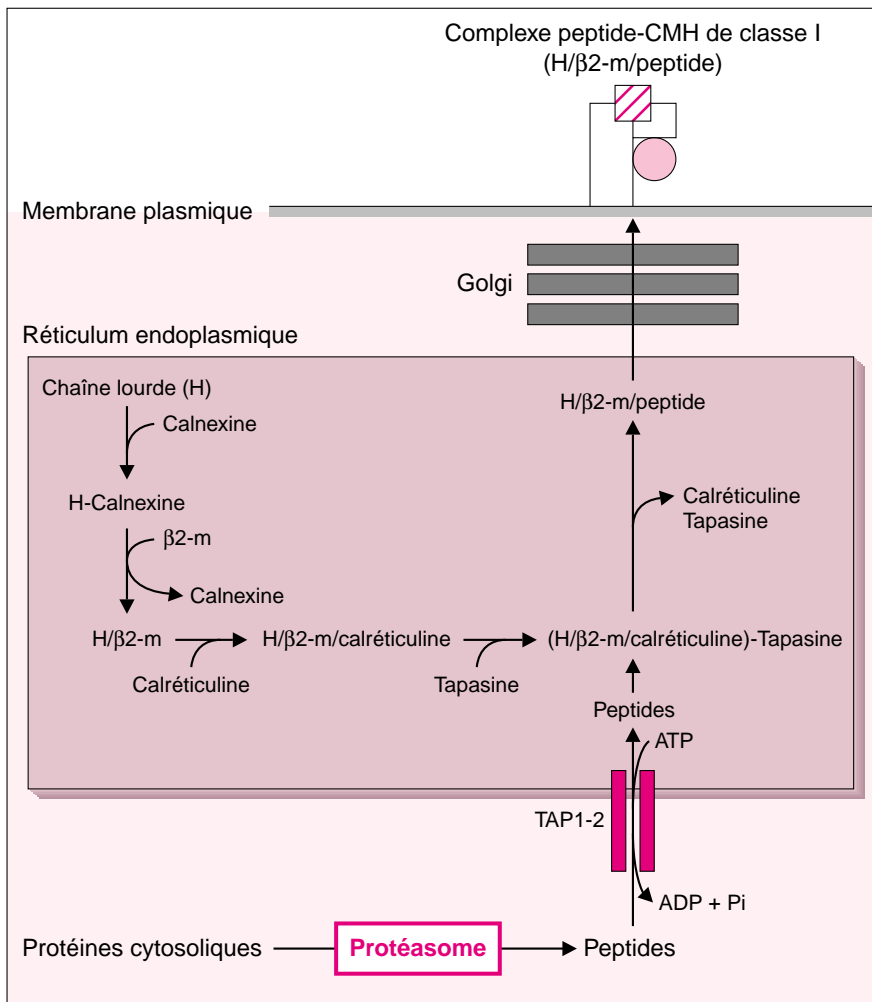 Complexe peptide-CMH de classe I
(H/β2-m/peptide)
Membrane plasmique
Golgi
Réticulum endoplasmique
Chaîne lourde (H)
Calnexine
H-Calnexine
β2-m
Calnexine
H/β2-m
Calréticuline
H/β2-m/calréticuline
Tapasine
(H/β2-m/calréticuline)-Tapasine
H/β2-m/peptide
Calréticuline
Tapasine
Peptides
ATP
TAP1-2
ADP + Pi
Protéines cytosoliques
Protéasome
Peptides